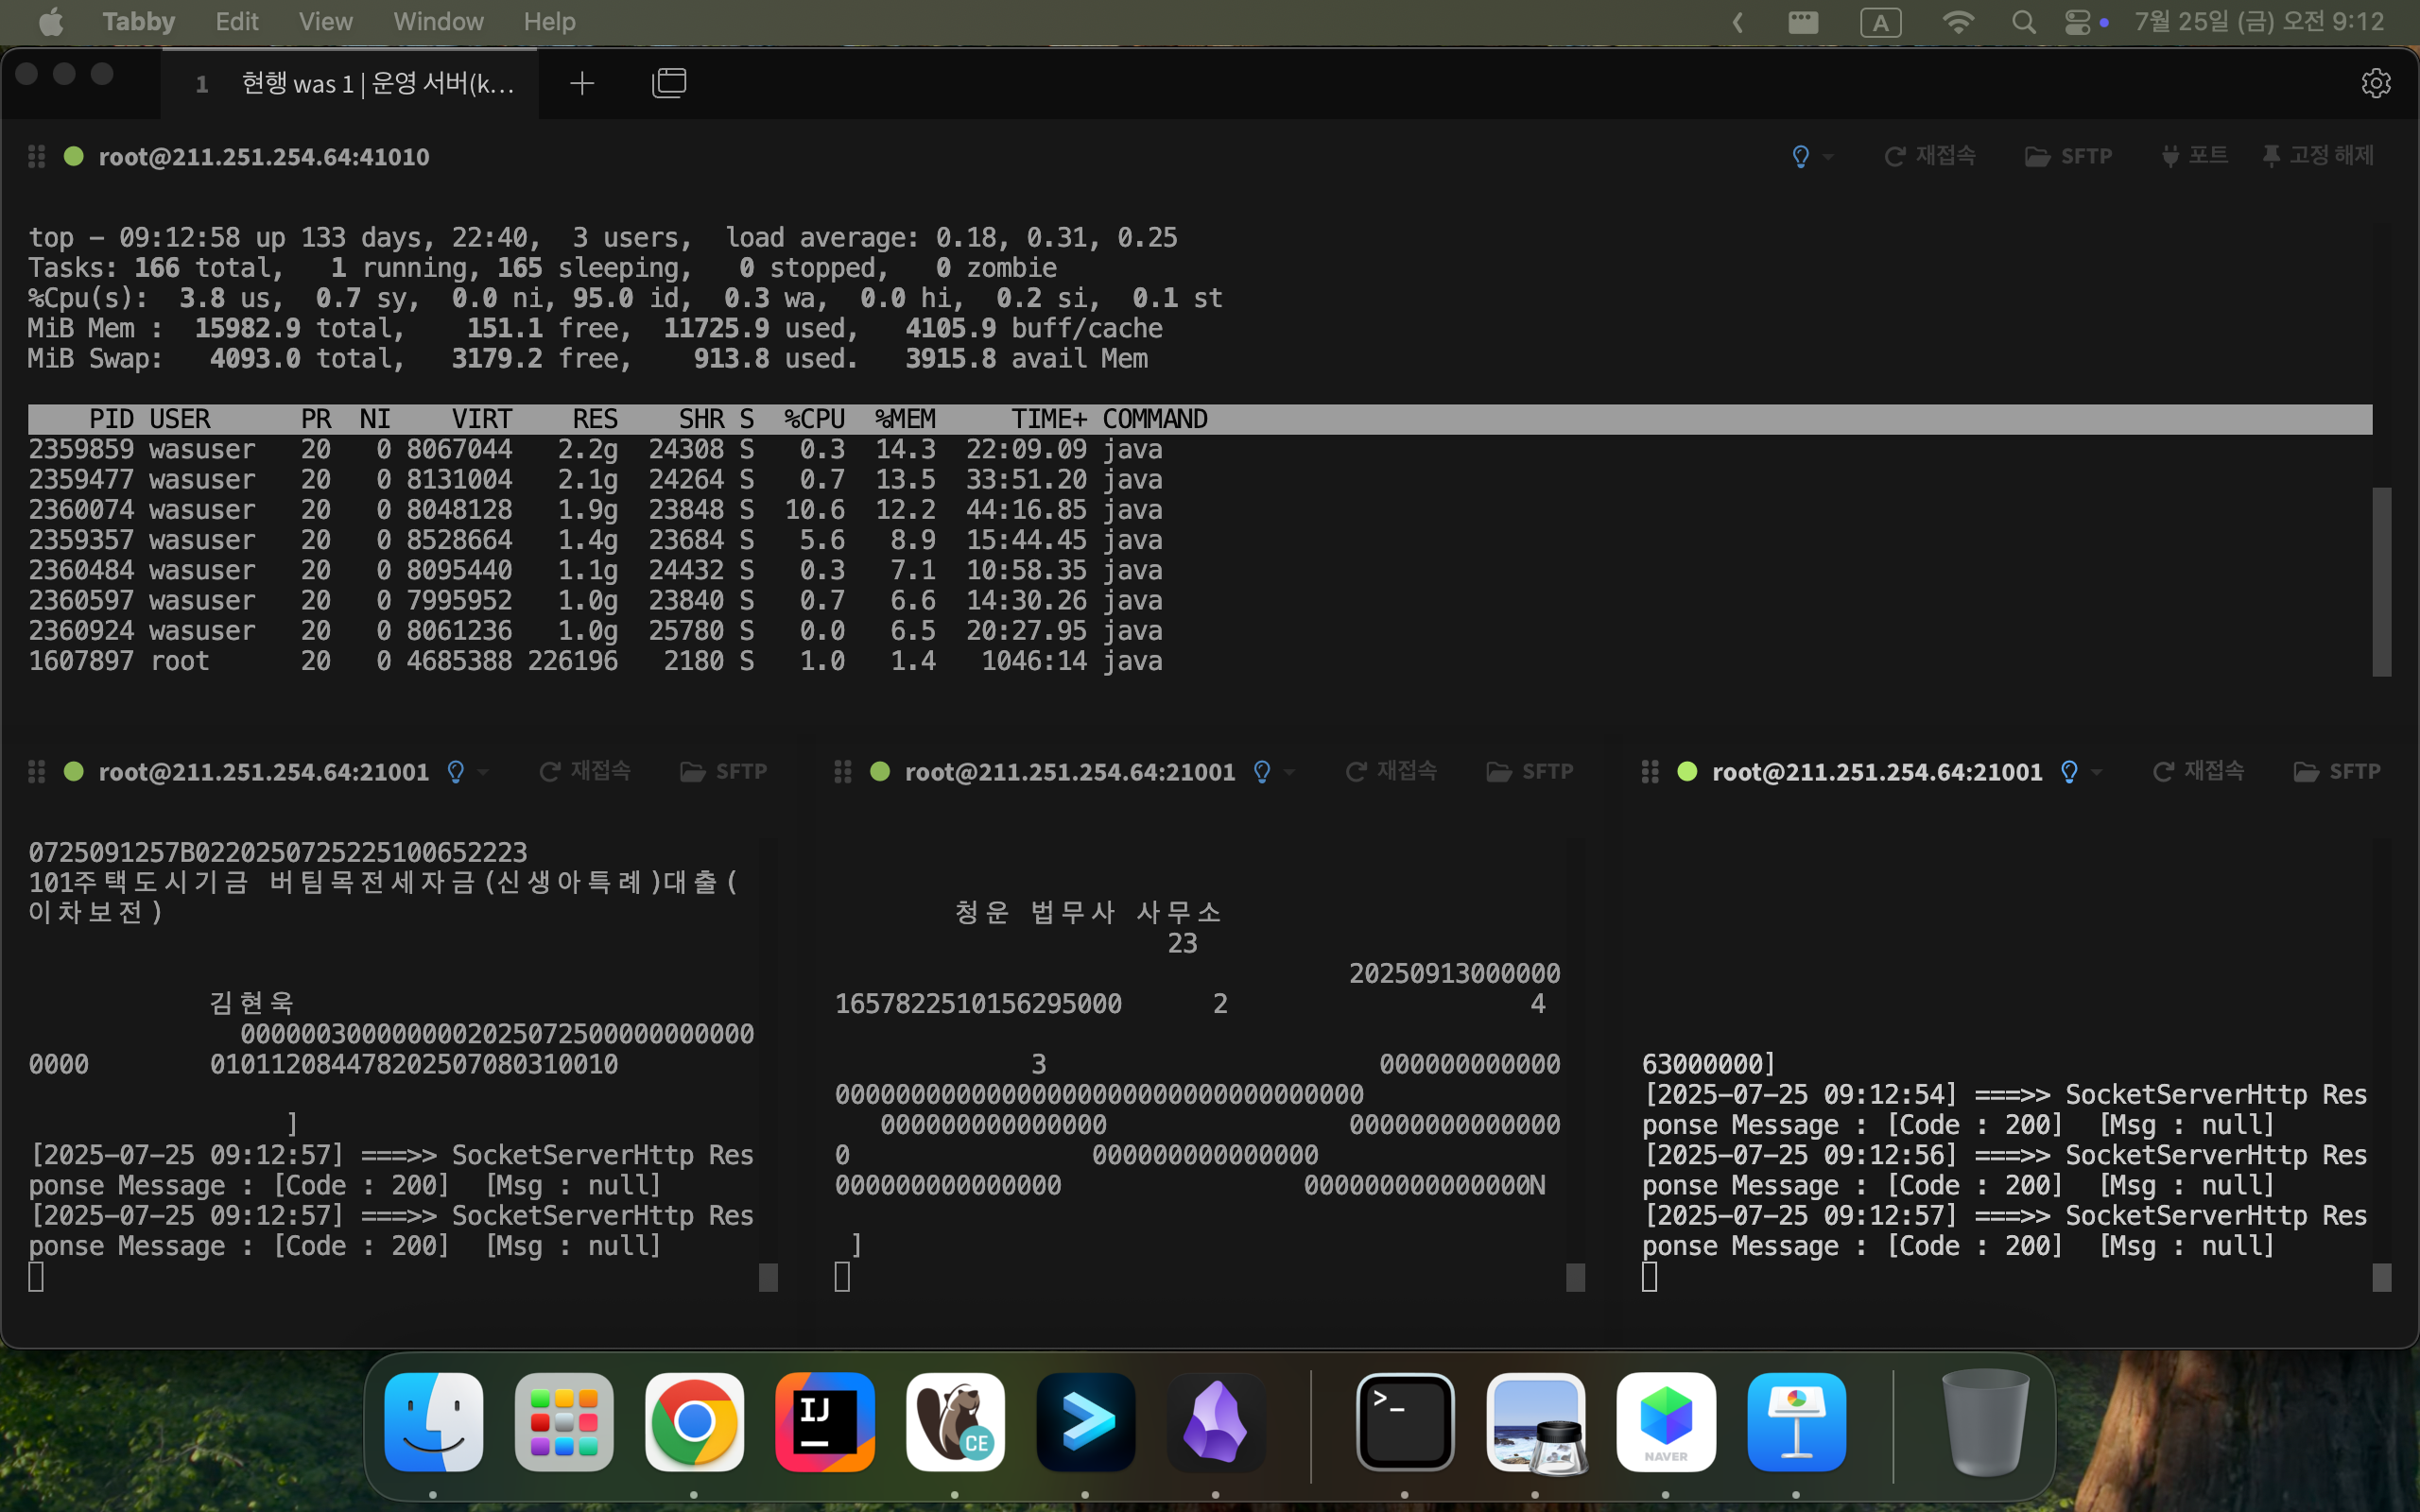 Tabby Edit View Window Help A 7월 25일 (금) 오전 9:12
1 현행 was 1 | 운영 서버(k...
root@211.251.254.64:41010 재접속 SFTP 포트 고정 해제
top - 09:12:58 up 133 days, 22:40, 3 users, load average: 0.18, 0.31, 0.25
Tasks: 166 total, 1 running, 165 sleeping, 0 stopped, 0 zombie
%Cpu(s): 3.8 us, 0.7 sy, 0.0 ni, 95.0 id, 0.3 wa, 0.0 hi, 0.2 si, 0.1 st
MiB Mem : 15982.9 total, 151.1 free, 11725.9 used, 4105.9 buff/cache
MiB Swap: 4093.0 total, 3179.2 free, 913.8 used. 3915.8 avail Mem
PID USER PR NI VIRT RES SHR S %CPU %MEM TIME+ COMMAND
2359859 wasuser 20 0 8067044 2.2g 24308 S 0.3 14.3 22:09.09 java
2359477 wasuser 20 0 8131004 2.1g 24264 S 0.7 13.5 33:51.20 java
2360074 wasuser 20 0 8048128 1.9g 23848 S 10.6 12.2 44:16.85 java
2359357 wasuser 20 0 8528664 1.4g 23684 S 5.6 8.9 15:44.45 java
2360484 wasuser 20 0 8095440 1.1g 24432 S 0.3 7.1 10:58.35 java
2360597 wasuser 20 0 7995952 1.0g 23840 S 0.7 6.6 14:30.26 java
2360924 wasuser 20 0 8061236 1.0g 25780 S 0.0 6.5 20:27.95 java
1607897 root 20 0 4685388 226196 2180 S 1.0 1.4 1046:14 java
root@211.251.254.64:21001 재접속 SFTP
0725091257B0220250725225100652223
101주택도시기금 버팀목전세자금(신생아특례)대출(
이차보전)
김현욱
0000003000000002025072500000000000
0000 010112084478202507080310010
]
[2025-07-25 09:12:57] ===>> SocketServerHttp Res
ponse Message : [Code : 200] [Msg : null]
[2025-07-25 09:12:57] ===>> SocketServerHttp Res
ponse Message : [Code : 200] [Msg : null]
root@211.251.254.64:21001 재접속 SFTP
청운 법무사 사무소
23
20250913000000
1657822510156295000 2 4
3 000000000000
00000000000000000000000000000000000
000000000000000 00000000000000
0 000000000000000
000000000000000 000000000000000N
]
root@211.251.254.64:21001 재접속 SFTP
63000000]
[2025-07-25 09:12:54] ===>> SocketServerHttp Res
ponse Message : [Code : 200] [Msg : null]
[2025-07-25 09:12:56] ===>> SocketServerHttp Res
ponse Message : [Code : 200] [Msg : null]
[2025-07-25 09:12:57] ===>> SocketServerHttp Res
ponse Message : [Code : 200] [Msg : null]
IJ
CE
>_
NAVER